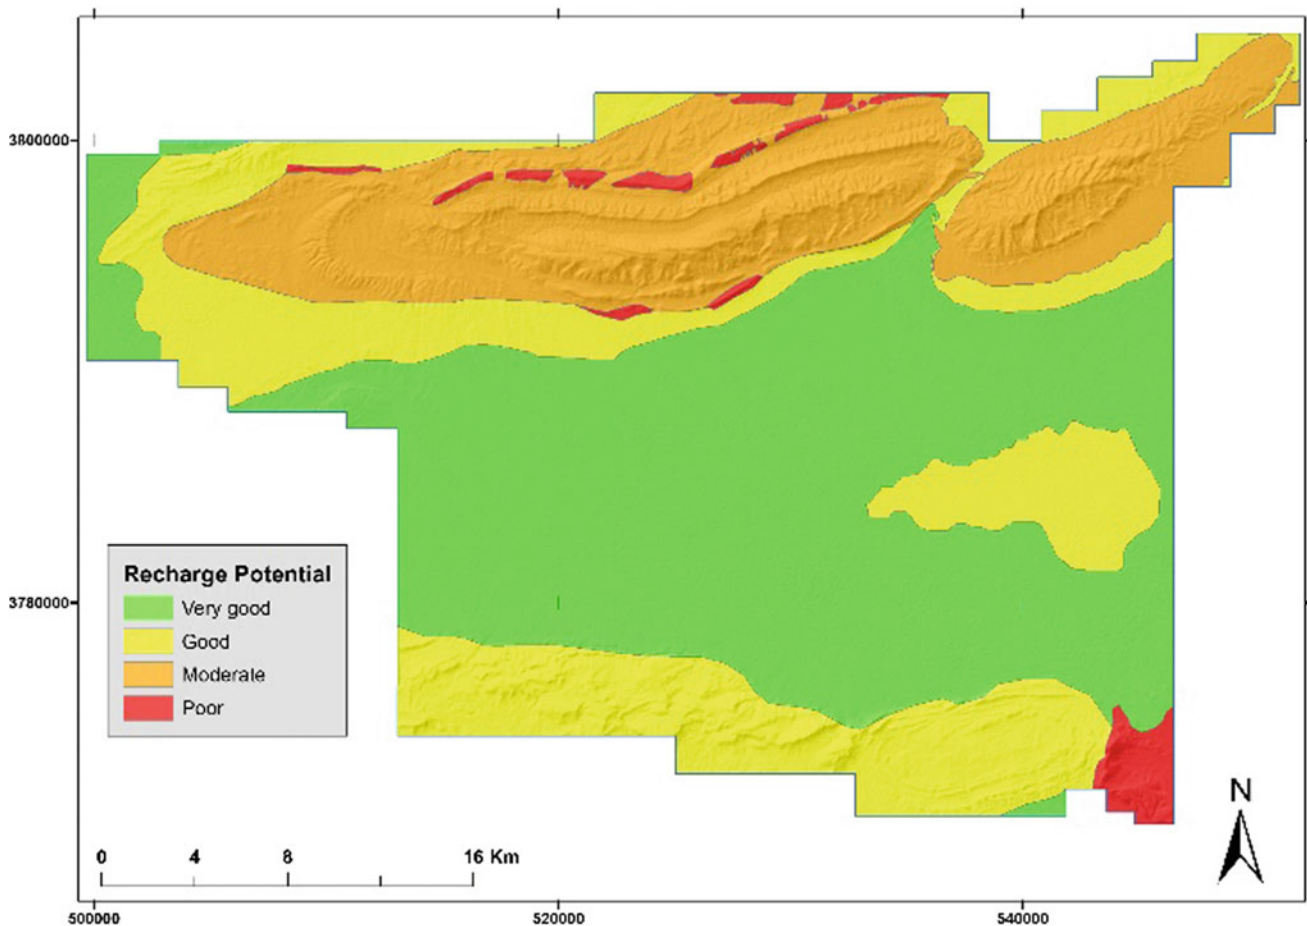 3800000
3780000
Recharge Potential
Very good
Good
Moderate
Poor
N
0 4 8 16 Km
500000 520000 540000